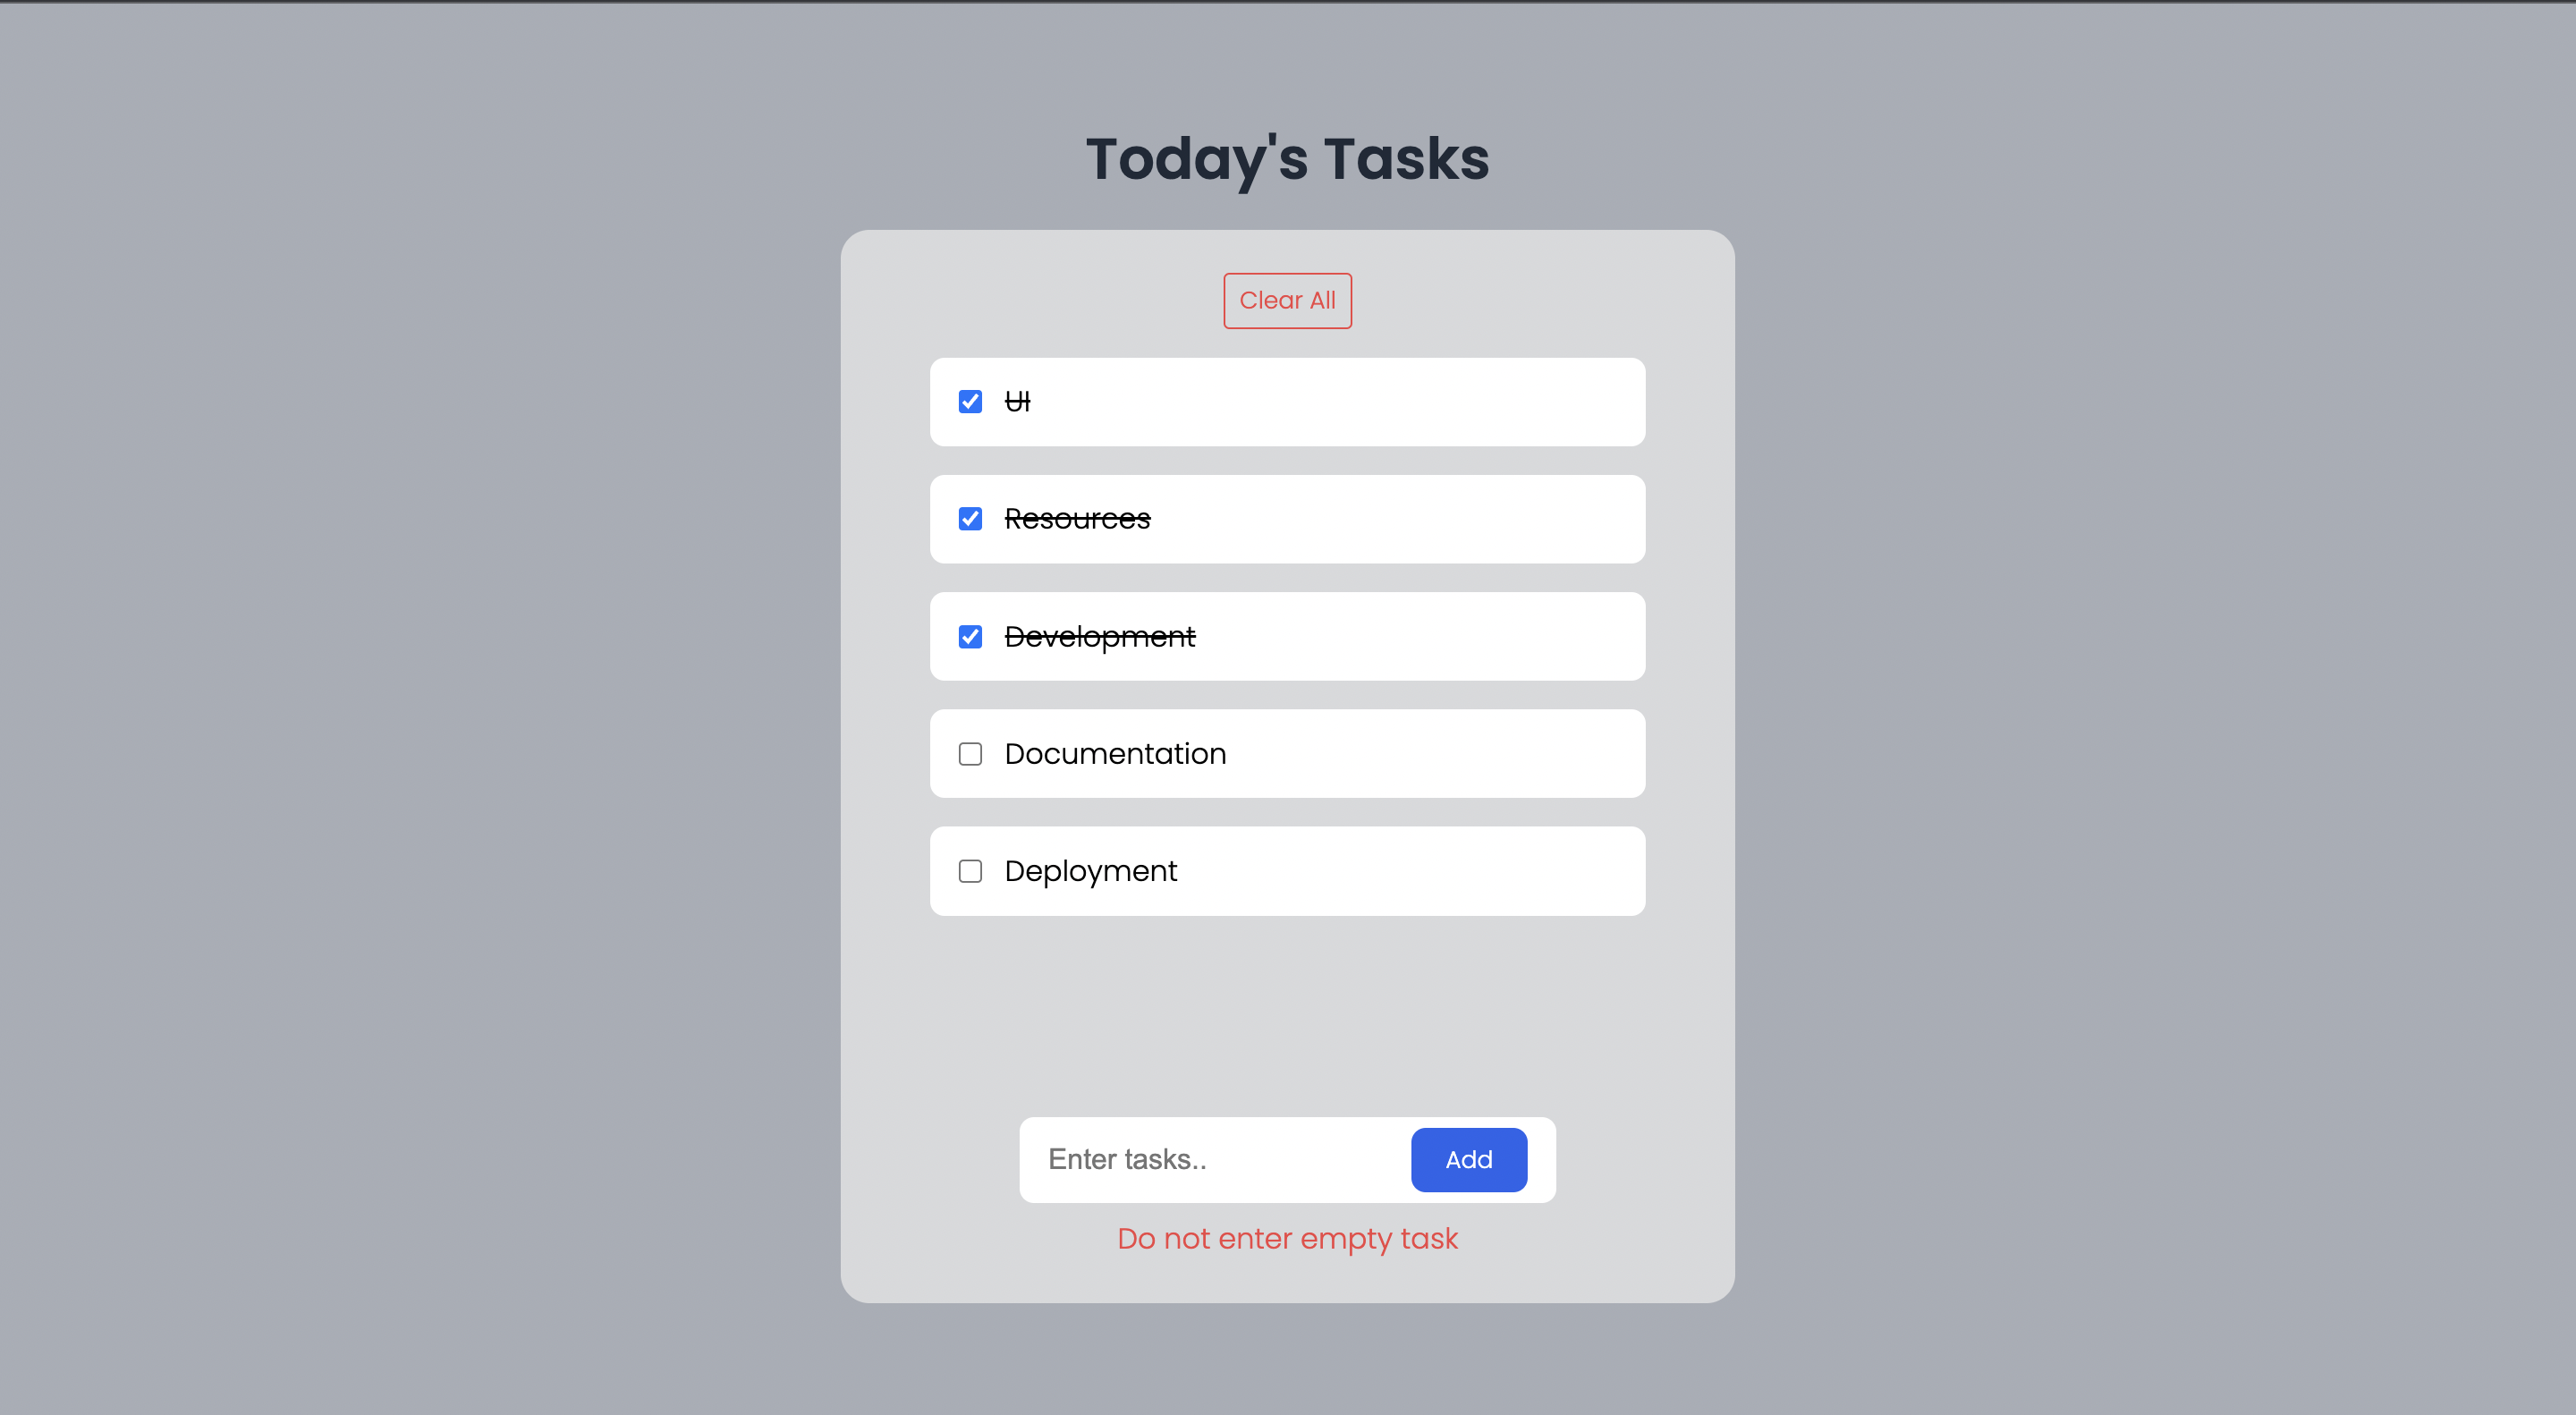 Today's Tasks
Clear All
UI
Resources
Development
Documentation
Deployment
Enter tasks..
Add
Do not enter empty task